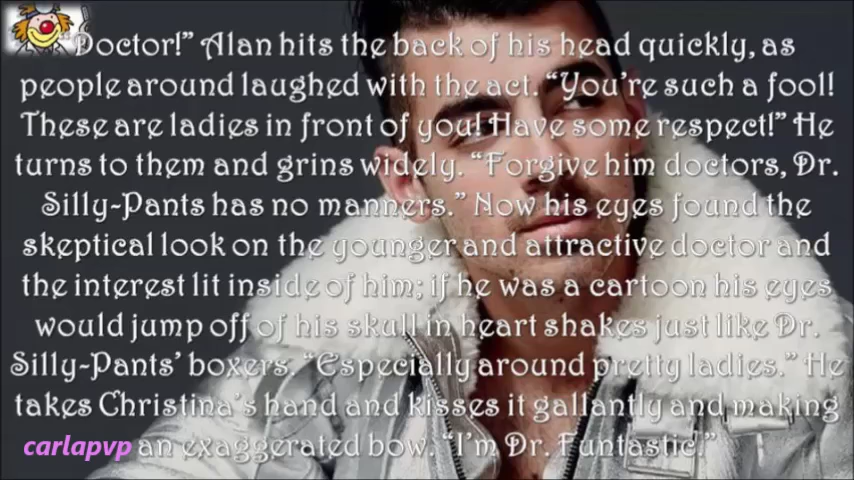 “Doctor!” Alan hits the back of his head quickly, as
people around laughed with the act. “You’re such a fool!
These are ladies in front of you! Have some respect!” He
turns to them and grins widely. “Forgive him doctors, Dr.
Silly-Pants has no manners.” Now his eyes found the
skeptical look on the younger and attractive doctor and
the interest lit inside of him; if he was a cartoon his eyes
would jump off of his skull in heart shakes just like Dr.
Silly-Pants’ boxers. “Especially around pretty ladies.” He
takes Christina’s hand and kisses it gallantly and making
an exaggerated bow. “I’m Dr. Funtastic.”
carlapvp